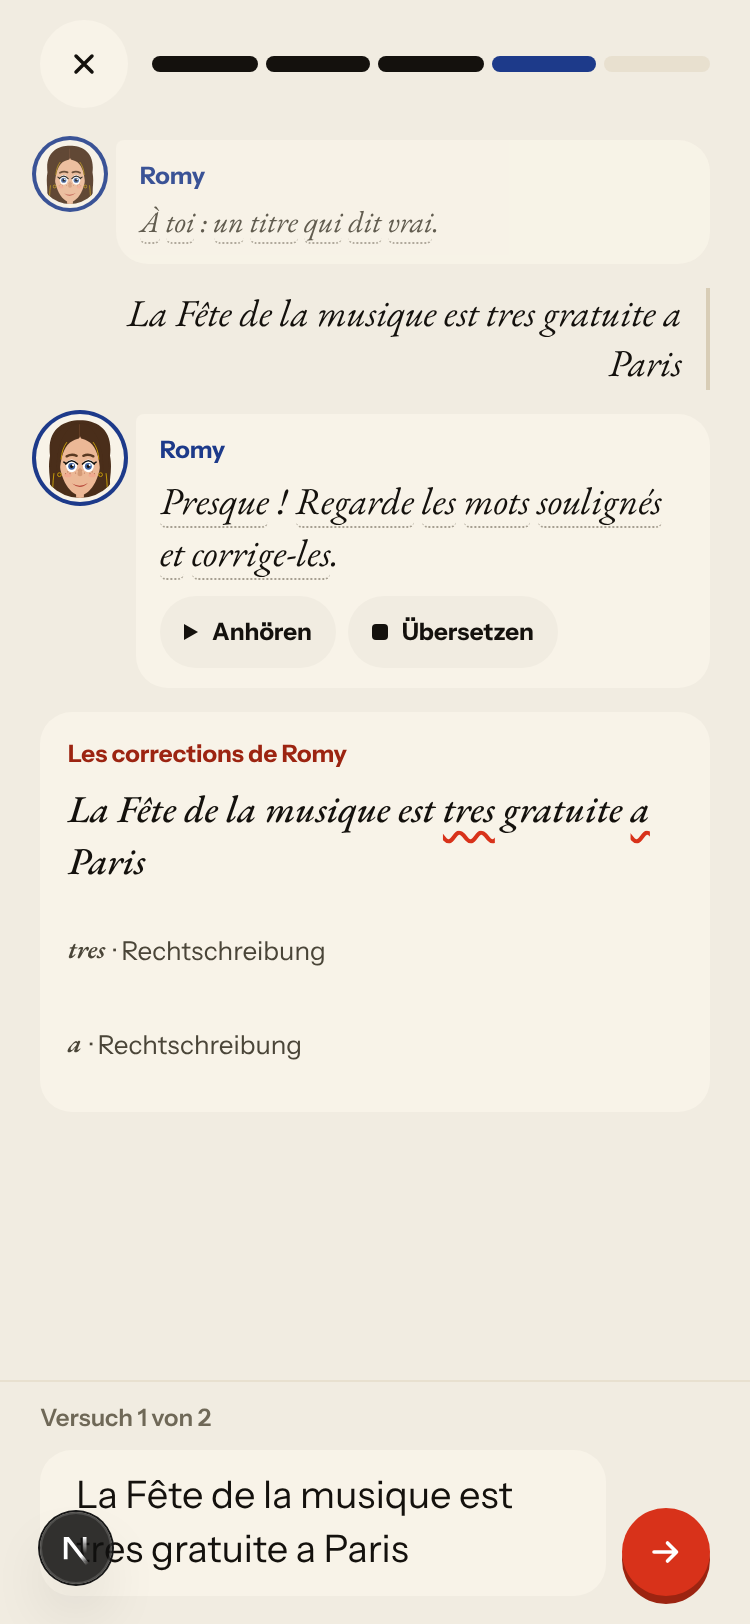 Romy
À toi : un titre qui dit vrai.
La Fête de la musique est tres gratuite a
Paris
Romy
Presque ! Regarde les mots soulignés
et corrige-les.
Anhören
Übersetzen
Les corrections de Romy
La Fête de la musique est tres gratuite a
Paris
tres · Rechtschreibung
a · Rechtschreibung
Versuch 1 von 2
La Fête de la musique est
tres gratuite a Paris
N